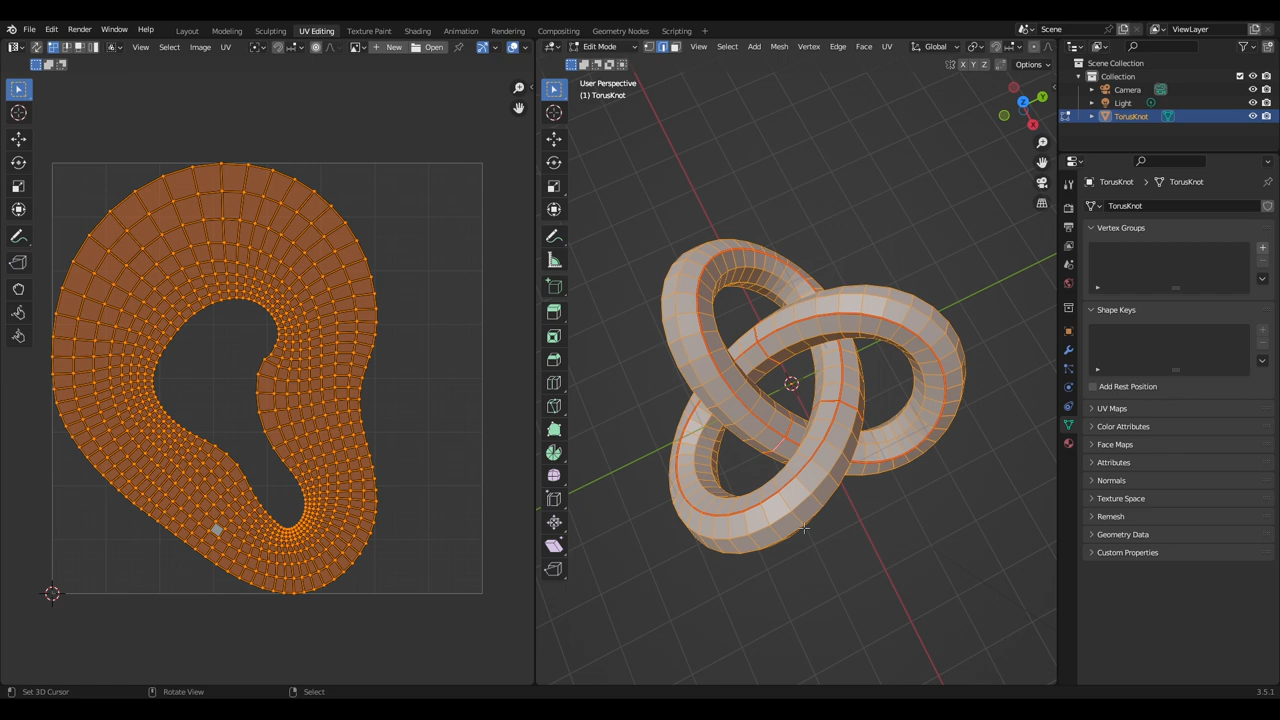 File Edit Render Window Help Layout Modeling Sculpting UV Editing Texture Paint Shading Animation Rendering Compositing Geometry Nodes Scripting + Scene ViewLayer
View Select Image UV + New Open Edit Mode View Select Add Mesh Vertex Edge Face UV Global
X Y Z Options
Scene Collection
Collection
Camera
Light
TorusKnot
User Perspective
(1) TorusKnot
Z Y X
TorusKnot > TorusKnot
TorusKnot
Vertex Groups
Shape Keys
Add Rest Position
UV Maps
Color Attributes
Face Maps
Attributes
Normals
Texture Space
Remesh
Geometry Data
Custom Properties
Set 3D Cursor Rotate View Select 3.5.1